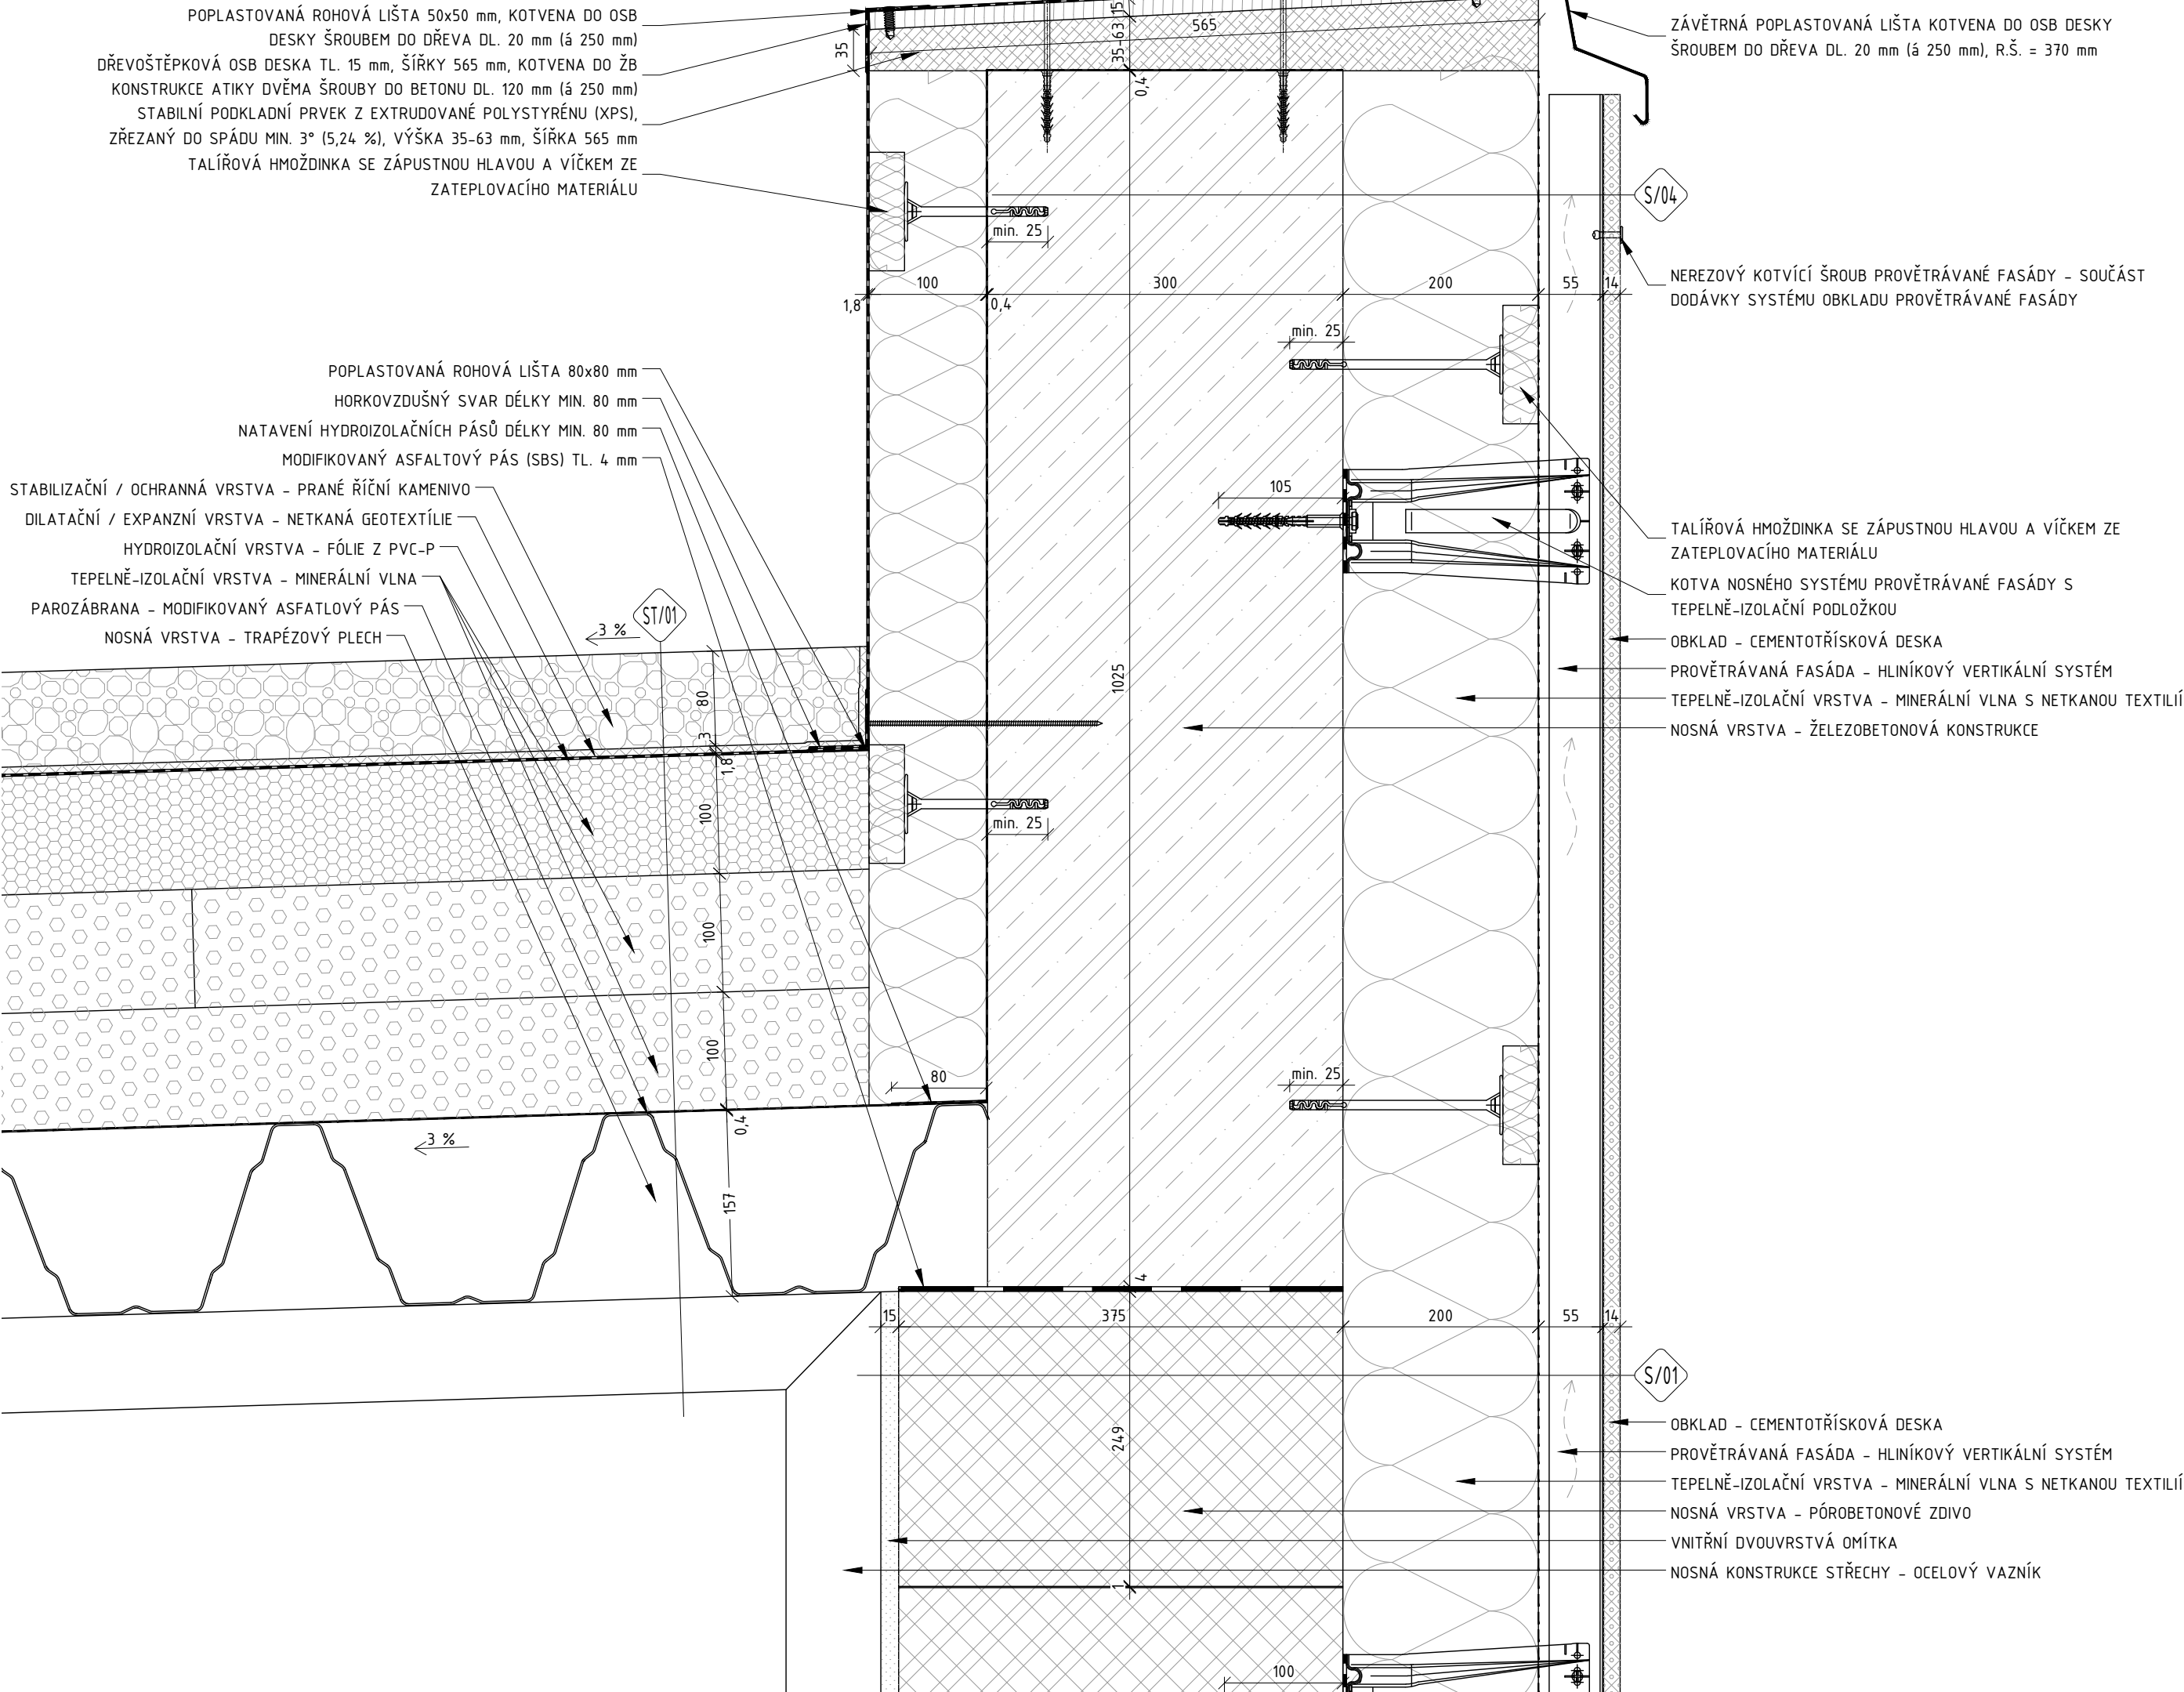 POPLASTOVANÁ ROHOVÁ LIŠTA 50x50 mm, KOTVENA DO OSB
DESKY ŠROUBEM DO DŘEVA DL. 20 mm (á 250 mm)
DŘEVOŠTĚPKOVÁ OSB DESKA TL. 15 mm, ŠÍŘKY 565 mm, KOTVENA DO ŽB
KONSTRUKCE ATIKY DVĚMA ŠROUBY DO BETONU DL. 120 mm (á 250 mm)
STABILNÍ PODKLADNÍ PRVEK Z EXTRUDOVANÉ POLYSTYRÉNU (XPS),
ZŘEZANÝ DO SPÁDU MIN. 3° (5,24 %), VÝŠKA 35-63 mm, ŠÍŘKA 565 mm
TALÍŘOVÁ HMOŽDINKA SE ZÁPUSTNOU HLAVOU A VÍČKEM ZE
ZATEPLOVACÍHO MATERIÁLU
35
35-63
15
565
0,4
ZÁVĚTRNÁ POPLASTOVANÁ LIŠTA KOTVENA DO OSB DESKY
ŠROUBEM DO DŘEVA DL. 20 mm (á 250 mm), R.Š. = 370 mm
S/04
min. 25
1,8
100
0,4
300
200
55
14
NEREZOVÝ KOTVÍCÍ ŠROUB PROVĚTRÁVANÉ FASÁDY - SOUČÁST
DODÁVKY SYSTÉMU OBKLADU PROVĚTRÁVANÉ FASÁDY
min. 25
POPLASTOVANÁ ROHOVÁ LIŠTA 80x80 mm
HORKOVZDUŠNÝ SVAR DÉLKY MIN. 80 mm
NATAVENÍ HYDROIZOLAČNÍCH PÁSŮ DÉLKY MIN. 80 mm
MODIFIKOVANÝ ASFALTOVÝ PÁS (SBS) TL. 4 mm
STABILIZAČNÍ / OCHRANNÁ VRSTVA - PRANÉ ŘÍČNÍ KAMENIVO
DILATAČNÍ / EXPANZNÍ VRSTVA - NETKANÁ GEOTEXTÍLIE
HYDROIZOLAČNÍ VRSTVA - FÓLIE Z PVC-P
TEPELNĚ-IZOLAČNÍ VRSTVA - MINERÁLNÍ VLNA
PAROZÁBRANA - MODIFIKOVANÝ ASFATLOVÝ PÁS
NOSNÁ VRSTVA - TRAPÉZOVÝ PLECH
ST/01
3 %
105
TALÍŘOVÁ HMOŽDINKA SE ZÁPUSTNOU HLAVOU A VÍČKEM ZE
ZATEPLOVACÍHO MATERIÁLU
KOTVA NOSNÉHO SYSTÉMU PROVĚTRÁVANÉ FASÁDY S
TEPELNĚ-IZOLAČNÍ PODLOŽKOU
OBKLAD - CEMENTOTŘÍSKOVÁ DESKA
PROVĚTRÁVANÁ FASÁDA - HLINÍKOVÝ VERTIKÁLNÍ SYSTÉM
TEPELNĚ-IZOLAČNÍ VRSTVA - MINERÁLNÍ VLNA S NETKANOU TEXTILIÍ
NOSNÁ VRSTVA - ŽELEZOBETONOVÁ KONSTRUKCE
1025
80
3
1,8
100
100
100
0,4
157
min. 25
80
min. 25
3 %
4
15
375
200
55
14
S/01
249
1
100
OBKLAD - CEMENTOTŘÍSKOVÁ DESKA
PROVĚTRÁVANÁ FASÁDA - HLINÍKOVÝ VERTIKÁLNÍ SYSTÉM
TEPELNĚ-IZOLAČNÍ VRSTVA - MINERÁLNÍ VLNA S NETKANOU TEXTILIÍ
NOSNÁ VRSTVA - PÓROBETONOVÉ ZDIVO
VNITŘNÍ DVOUVRSTVÁ OMÍTKA
NOSNÁ KONSTRUKCE STŘECHY - OCELOVÝ VAZNÍK